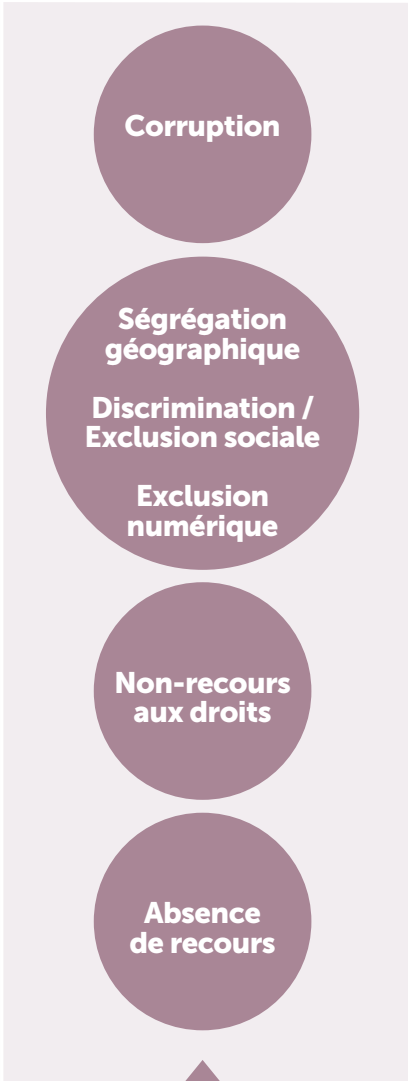 Corruption
Ségrégation
géographique
Discrimination /
Exclusion sociale
Exclusion
numérique
Non-recours
aux droits
Absence
de recours